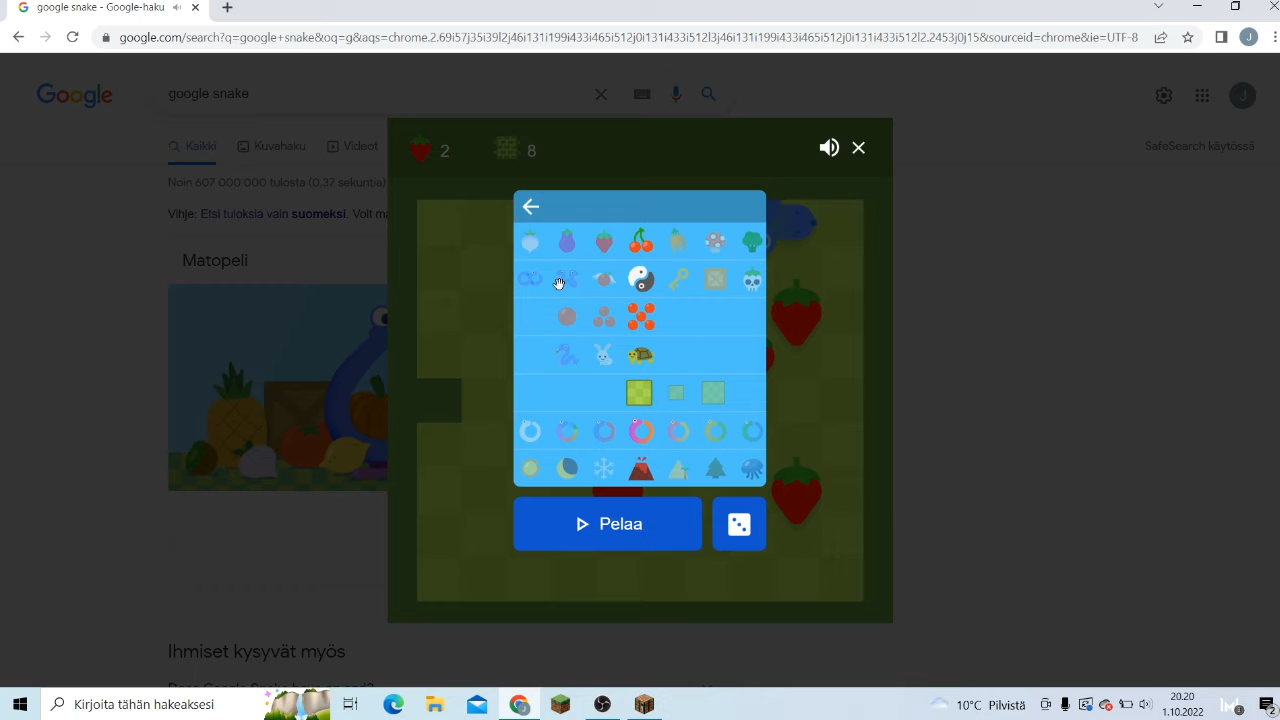 google snake - Google-haku
google.com/search?q=google+snake&oq=g&aqs=chrome.2.69i57j35i39l2j46i131i199i433i465i512j0i131i433i512l3j46i131i199i433i465i512j0i131i433i512l2.2453j0j15&sourceid=chrome&ie=UTF-8
J
Google
google snake
J
Kaikki
Kuvahaku
Videot
SafeSearch käytössä
Noin 607 000 000 tulosta (0,37 sekuntia)
Vihje: Etsi tuloksia vain suomeksi. Voit
2
8
Matopeli
Pelaa
Ihmiset kysyvät myös
Kirjoita tähän hakeaksesi
10°C Pilvistä
20.20
1.10.2022
2